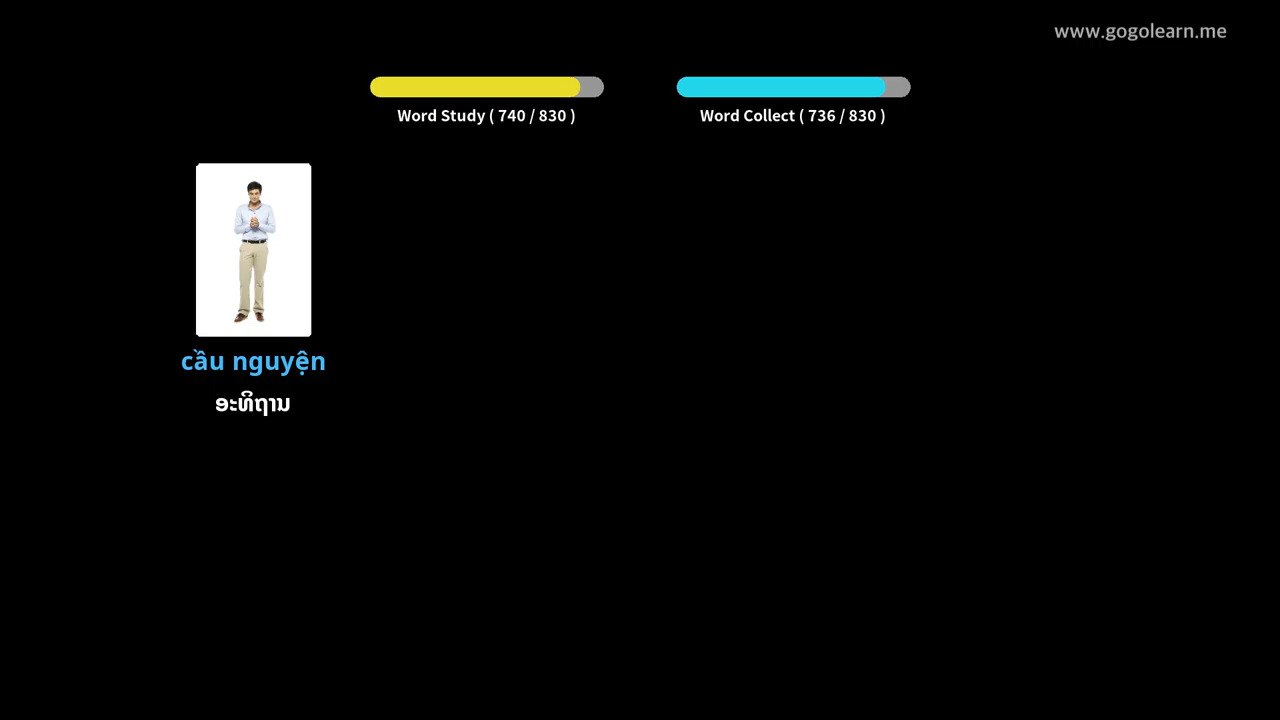 www.gogolearn.me
Word Study ( 740 / 830 )
Word Collect ( 736 / 830 )
cầu nguyện
ອະທິຖານ